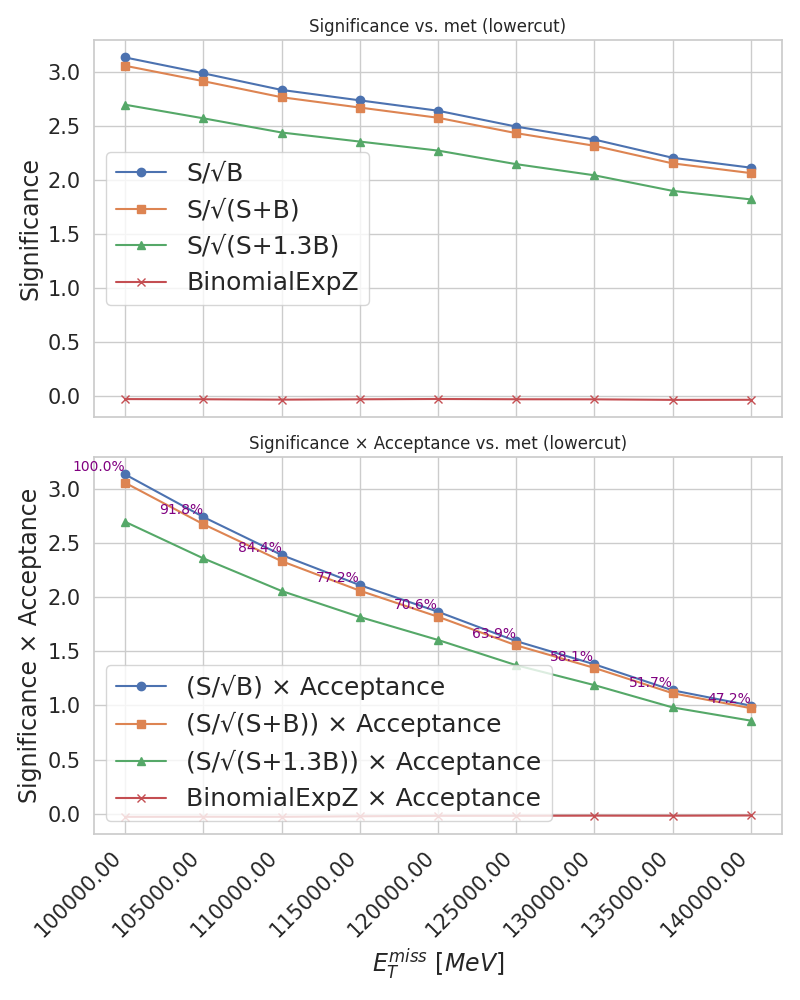 Significance vs. met (lowercut)
Significance
3.0
2.5
2.0
1.5
1.0
0.5
0.0
S/√B
S/√(S+B)
S/√(S+1.3B)
BinomialExpZ
Significance × Acceptance vs. met (lowercut)
Significance × Acceptance
3.0
2.5
2.0
1.5
1.0
0.5
0.0
100.0%
91.8%
84.4%
77.2%
70.6%
63.9%
58.1%
51.7%
47.2%
(S/√B) × Acceptance
(S/√(S+B)) × Acceptance
(S/√(S+1.3B)) × Acceptance
BinomialExpZ × Acceptance
100000.00
105000.00
110000.00
115000.00
120000.00
125000.00
130000.00
135000.00
140000.00
$E_T^{miss}$ [MeV]